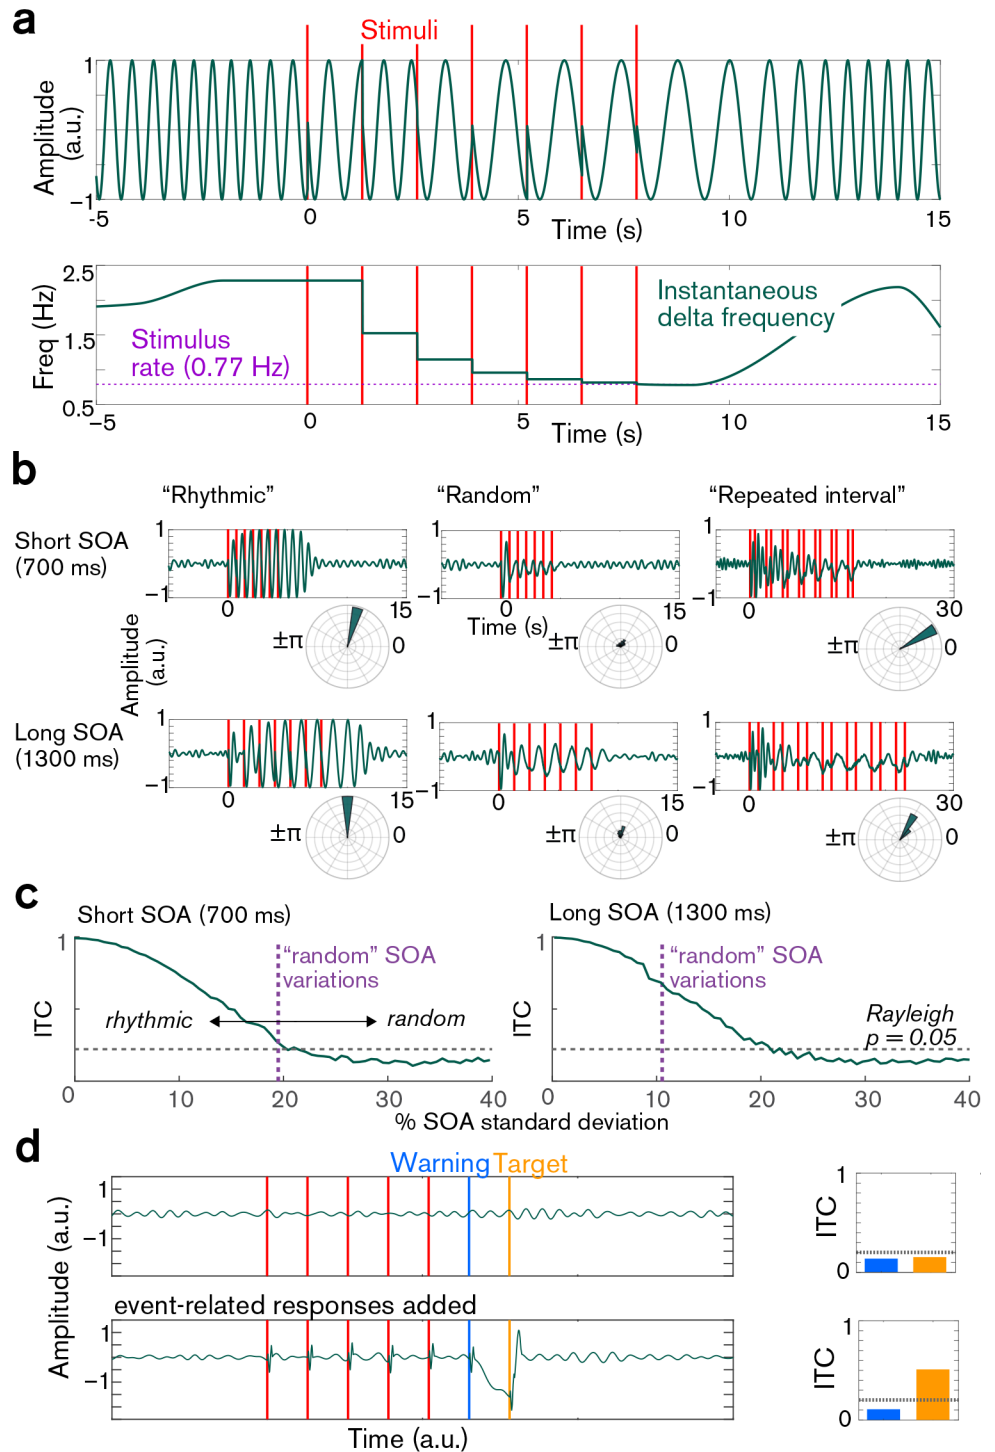 a
Stimuli
Amplitude
(a.u.)
1
−1
-5
0
5
10
15
Time (s)
Freq (Hz)
2.5
1.5
0.5
Stimulus
rate (0.77 Hz)
Instantaneous
delta frequency
−5
0
5
10
15
Time (s)
b
“Rhythmic”
“Random”
“Repeated interval”
Short SOA
(700 ms)
1
−1
0
15
1
−1
0
15
Time (s)
1
−1
0
30
±π
0
±π
0
±π
0
Amplitude
(a.u.)
Long SOA
(1300 ms)
1
−1
0
15
1
−1
0
15
1
−1
0
30
±π
0
±π
0
±π
0
c
Short SOA (700 ms)
1
ITC
“random” SOA
variations
rhythmic
random
0
10
20
30
40
Long SOA (1300 ms)
1
ITC
“random” SOA
variations
Rayleigh
p = 0.05
0
10
20
30
40
% SOA standard deviation
d
Warning
Target
Amplitude (a.u.)
1
−1
ITC
1
0
event-related responses added
1
−1
ITC
1
0
Time (a.u.)